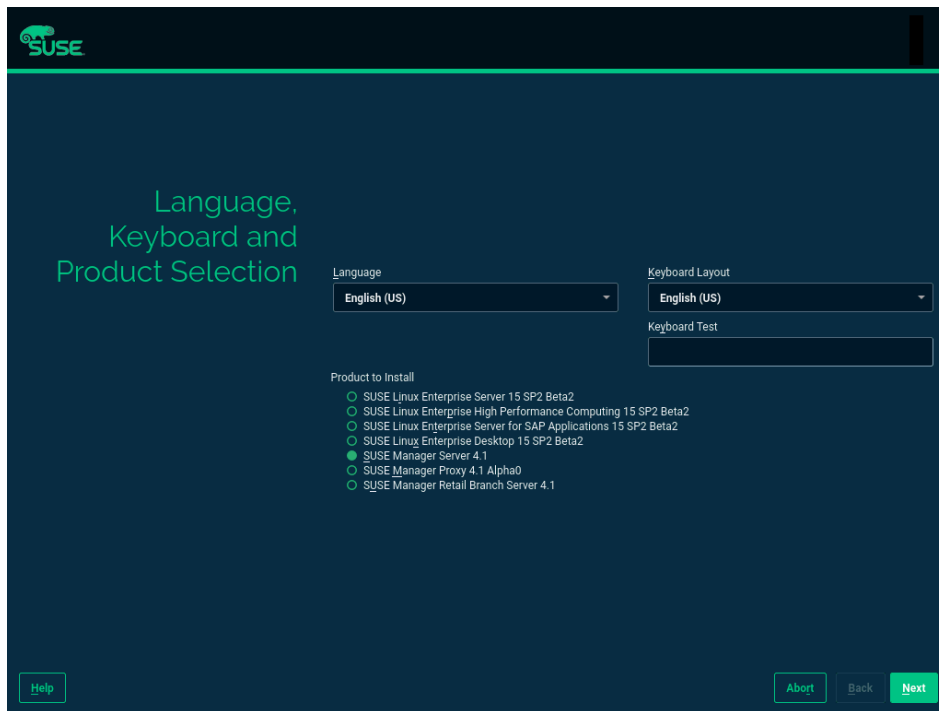 SUSE
Language,
Keyboard and
Product Selection
Language
Keyboard Layout
English (US)
English (US)
Keyboard Test
Product to Install
SUSE Linux Enterprise Server 15 SP2 Beta2
SUSE Linux Enterprise High Performance Computing 15 SP2 Beta2
SUSE Linux Enterprise Server for SAP Applications 15 SP2 Beta2
SUSE Linux Enterprise Desktop 15 SP2 Beta2
SUSE Manager Server 4.1
SUSE Manager Proxy 4.1 Alpha0
SUSE Manager Retail Branch Server 4.1
Help
Abort
Back
Next